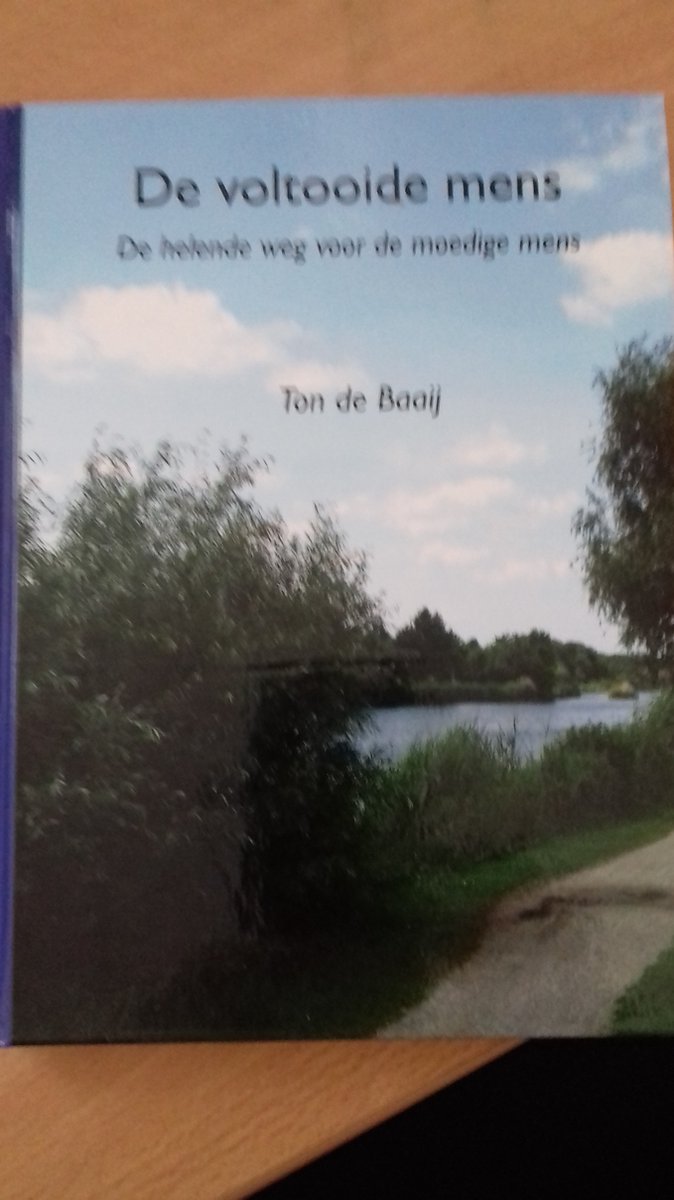 De voltooide mens
De helende weg voor de moedige mens
Ton de Baaij